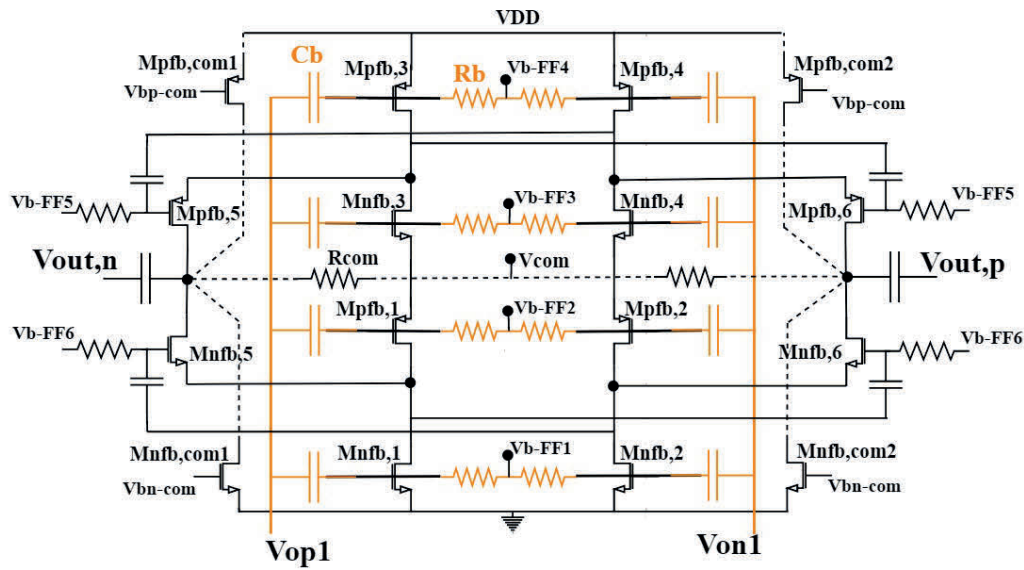 VDD
Mpfb,com1
Cb
Mpfb,3
Rb
Vb-FF4
Mpfb,4
Mpfb,com2
Vbp-com
Vbp-com
Vb-FF5
Mpfb,5
Mnfb,3
Vb-FF3
Mnfb,4
Mpfb,6
Vb-FF5
Vout,n
Rcom
Vcom
Vout,p
Vb-FF6
Mnfb,5
Mpfb,1
Vb-FF2
Mpfb,2
Mnfb,6
Vb-FF6
Mnfb,com1
Vbn-com
Mnfb,1
Vb-FF1
Mnfb,2
Mnfb,com2
Vbn-com
Vop1
Von1